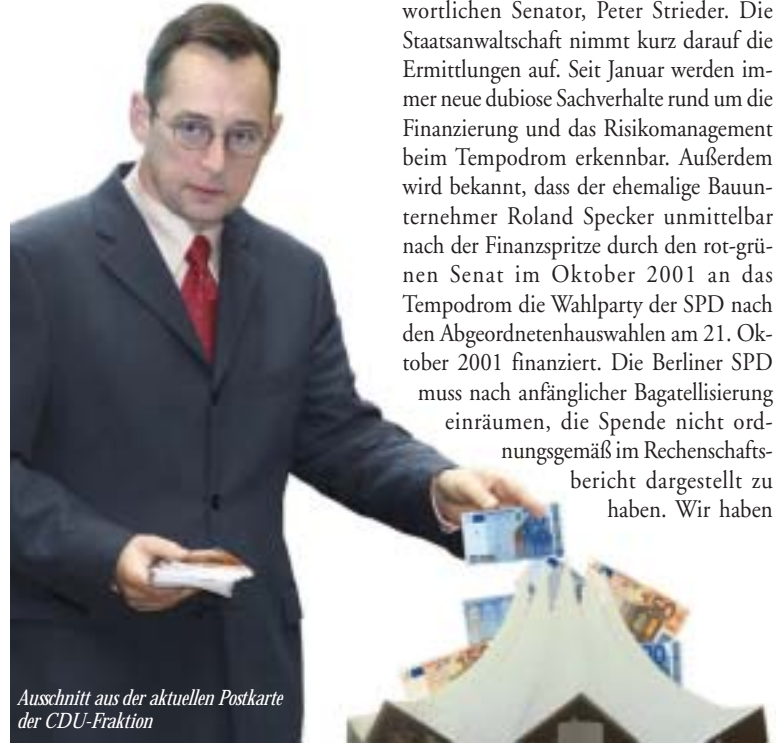 wortlichen Senator, Peter Strieder. Die
Staatsanwaltschaft nimmt kurz darauf die
Ermittlungen auf. Seit Januar werden im-
mer neue dubiose Sachverhalte rund um die
Finanzierung und das Risikomanagement
beim Tempodrom erkennbar. Außerdem
wird bekannt, dass der ehemalige Bauun-
ternehmer Roland Specker unmittelbar
nach der Finanzspritze durch den rot-grü-
nen Senat im Oktober 2001 an das
Tempodrom die Wahlparty der SPD nach
den Abgeordnetenhauswahlen am 21. Ok-
tober 2001 finanziert. Die Berliner SPD
muss nach anfänglicher Bagatellisierung
einräumen, die Spende nicht ord-
nungsgemäß im Rechenschafts-
bericht dargestellt zu
haben. Wir haben
50
Ausschnitt aus der aktuellen Postkarte
der CDU-Fraktion